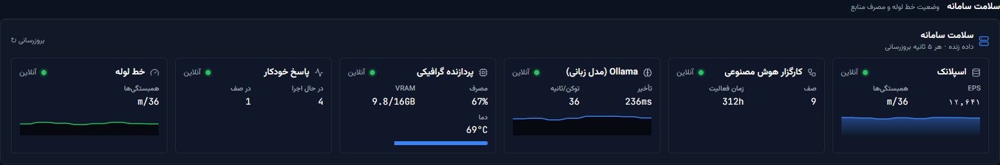 سلامت سامانه وضعیت خط لوله و مصرف منابع
سلامت سامانه
داده زنده - هر ۵ ثانیه بروزرسانی
بروزرسانی ↻
اسپلانک آنلاین
EPS همبستگی‌ها
۱۲,۶۴۱ 36/m
کارگزار هوش مصنوعی آنلاین
صف زمان فعالیت
9 312h
Ollama (مدل زبانی) آنلاین
تأخیر توکن/ثانیه
236ms 36
پردازنده گرافیکی آنلاین
مصرف VRAM
67% 9.8/16GB
دما
69°C
پاسخ خودکار آنلاین
در حال اجرا در صف
4 1
خط لوله آنلاین
همبستگی‌ها
m/36